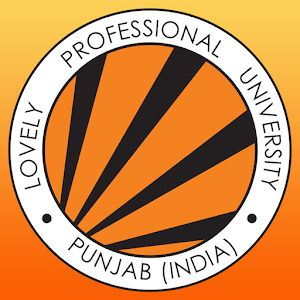 LOVELY PROFESSIONAL UNIVERSITY
• PUNJAB (INDIA) •